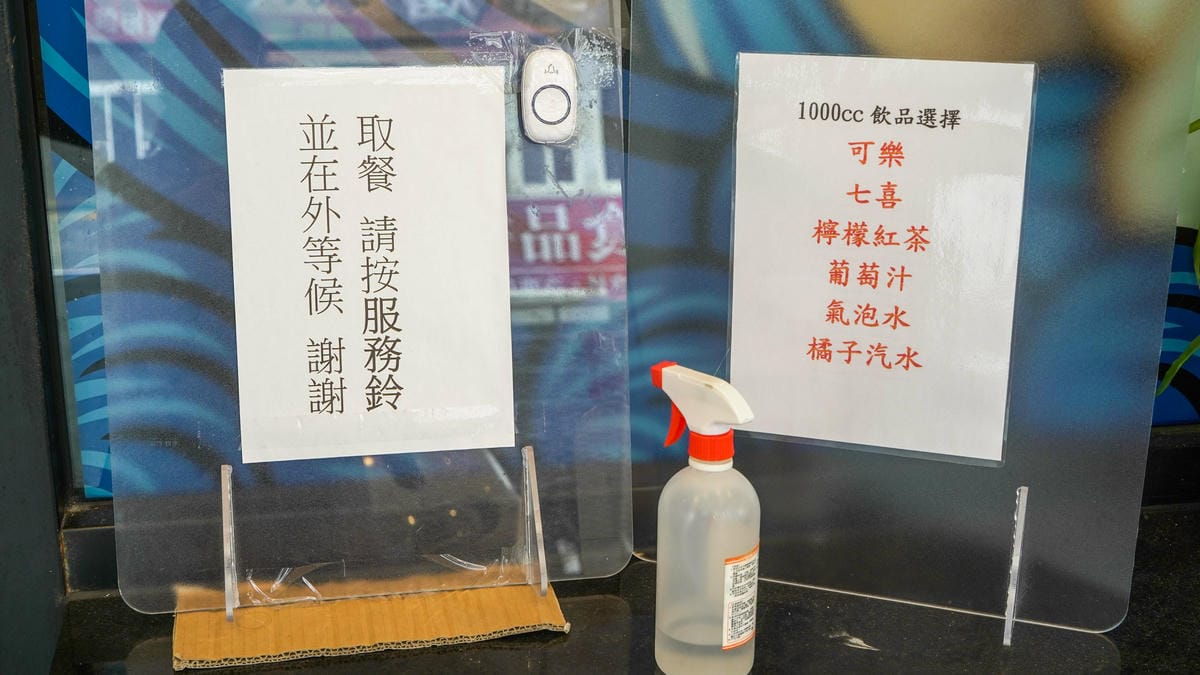 取餐 請按服務鈴
並在外等候 謝謝
1000cc 飲品選擇
可樂
七喜
檸檬紅茶
葡萄汁
氣泡水
橘子汽水